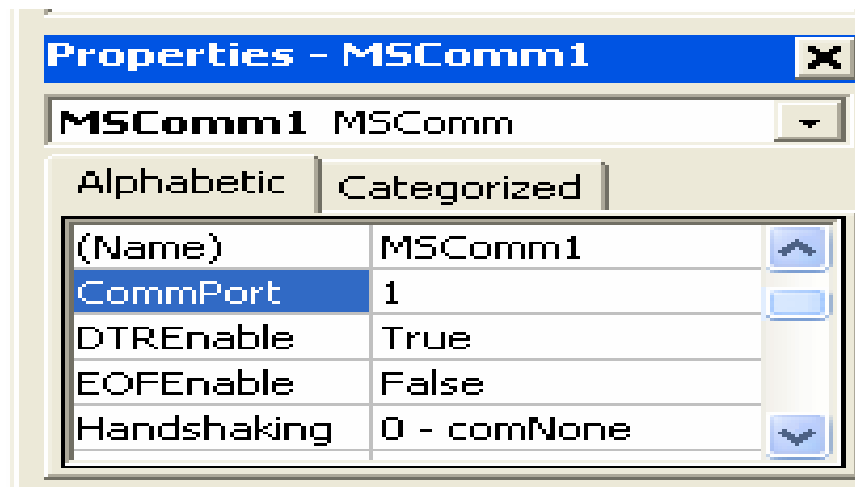 Properties - MSComm1
MSComm1 MSComm
Alphabetic Categorized
(Name) MSComm1
CommPort 1
DTREnable True
EOFEnable False
Handshaking 0 - comNone